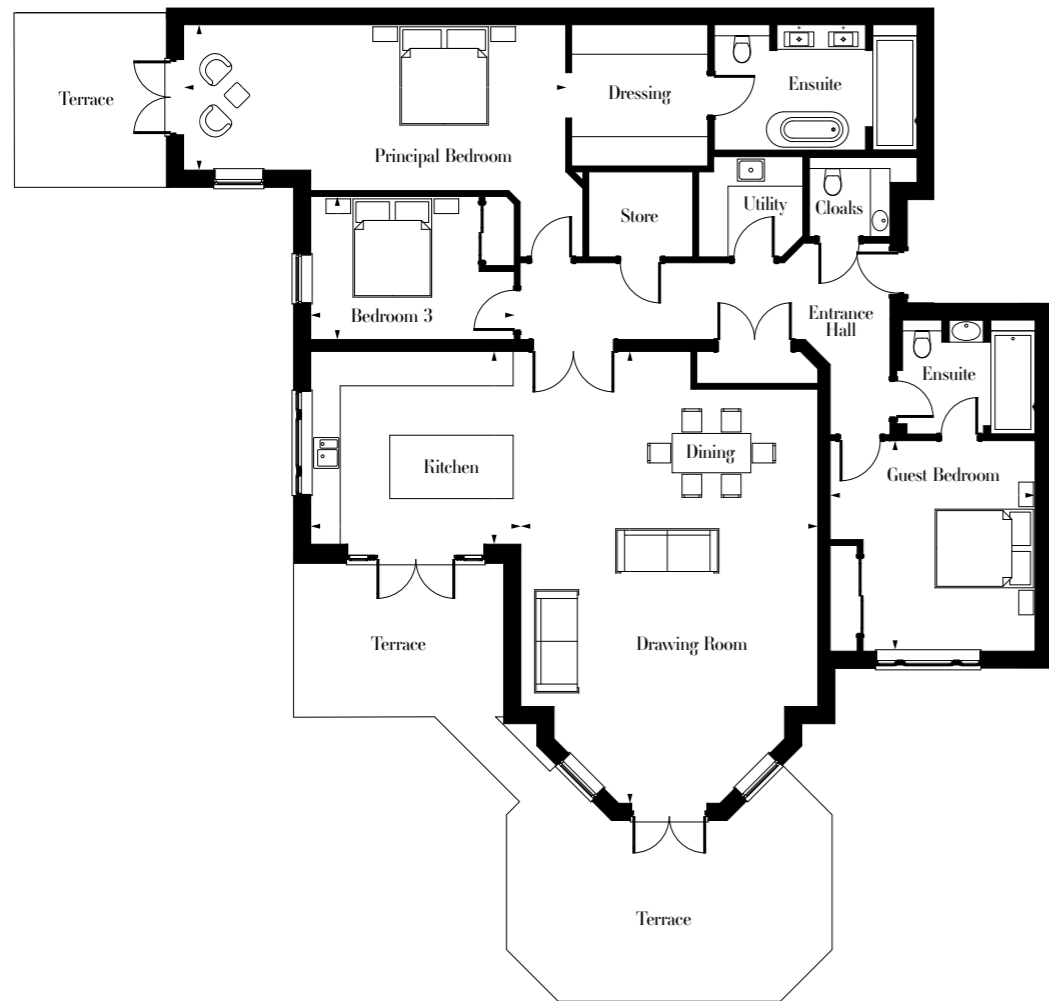 Terrace
Principal Bedroom
Dressing
Ensuite
Bedroom 3
Store
Utility
Cloaks
Entrance
Hall
Ensuite
Kitchen
Dining
Guest Bedroom
Terrace
Drawing Room
Terrace